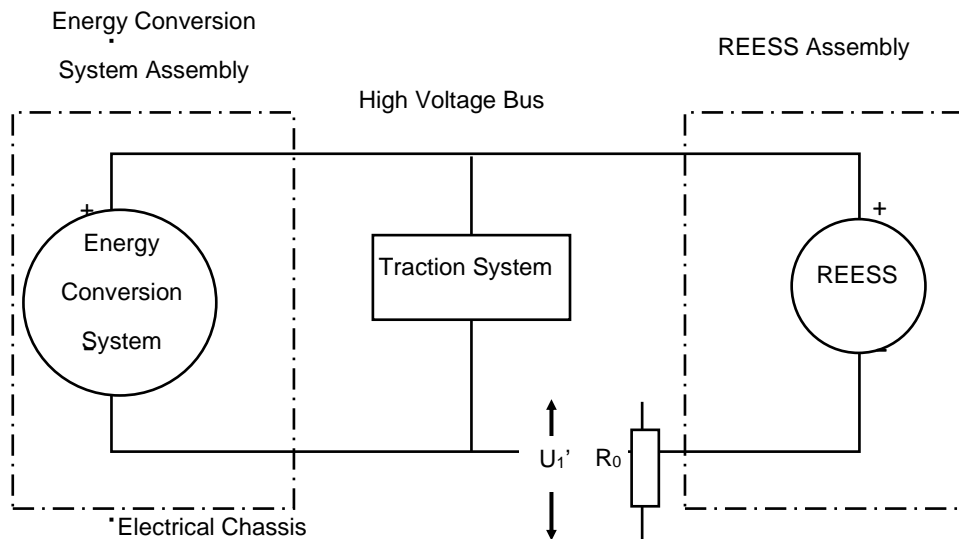 Energy Conversion
System Assembly
REESS Assembly
High Voltage Bus
+
+
Energy
Conversion
System
Traction System
REESS
-
-
U₁’
R₀
Electrical Chassis